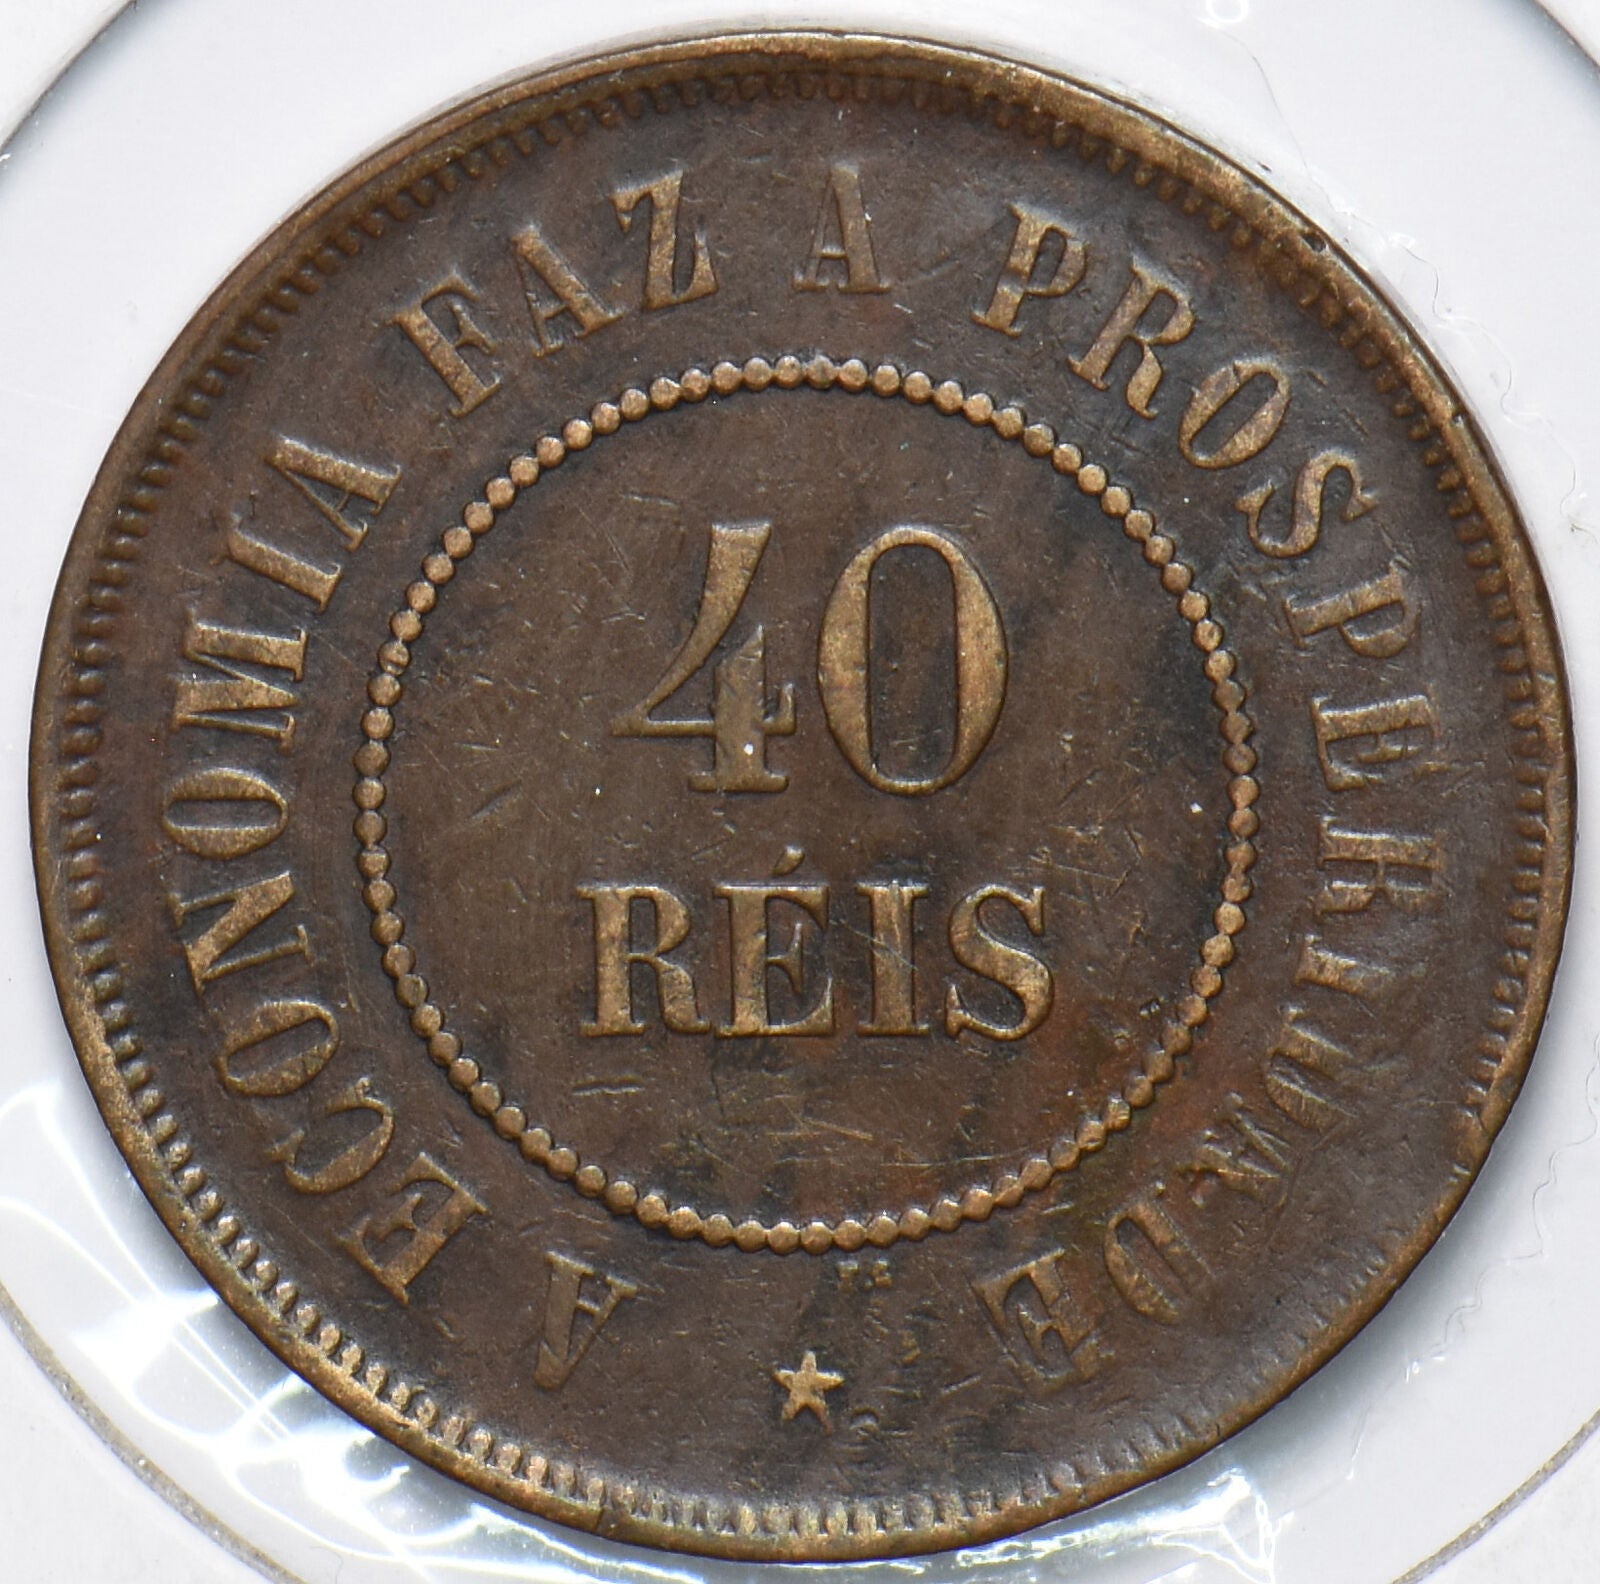 A ECONOMIA FAZ A PROSPERIDADE
40
RÉIS